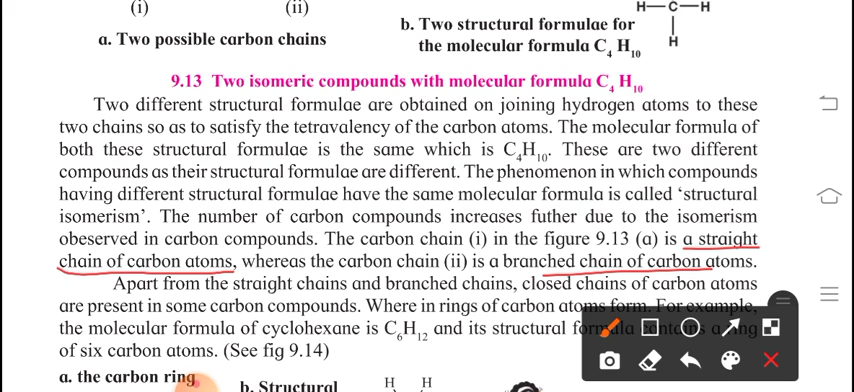 (i) (ii)
H—C—H
H
a. Two possible carbon chains
b. Two structural formulae for
the molecular formula C₄ H₁₀
9.13 Two isomeric compounds with molecular formula C₄ H₁₀
Two different structural formulae are obtained on joining hydrogen atoms to these
two chains so as to satisfy the tetravalency of the carbon atoms. The molecular formula of
both these structural formulae is the same which is C₄H₁₀. These are two different
compounds as their structural formulae are different. The phenomenon in which compounds
having different structural formulae have the same molecular formula is called ‘structural
isomerism’. The number of carbon compounds increases futher due to the isomerism
obeserved in carbon compounds. The carbon chain (i) in the figure 9.13 (a) is a straight
chain of carbon atoms, whereas the carbon chain (ii) is a branched chain of carbon atoms.
Apart from the straight chains and branched chains, closed chains of carbon atoms
are present in some carbon compounds. Where in rings of carbon atoms form. For example,
the molecular formula of cyclohexane is C₆H₁₂ and its structural formula contains a ring
of six carbon atoms. (See fig 9.14)
a. the carbon ring
b. Structural
H H